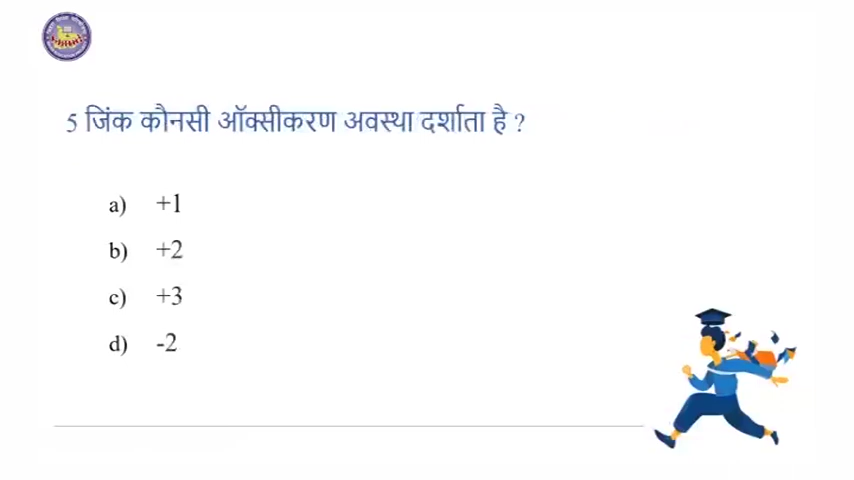 5 जिंक कौनसी ऑक्सीकरण अवस्था दर्शाता है ?
a) +1
b) +2
c) +3
d) -2